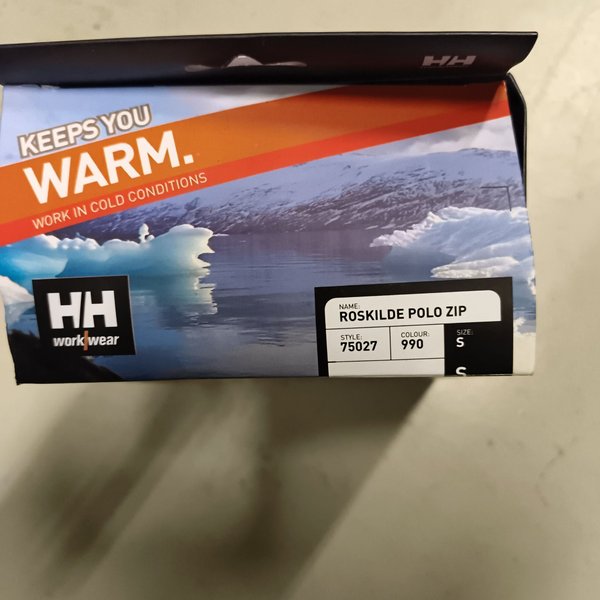 HH
KEEPS YOU
WARM.
WORK IN COLD CONDITIONS
HH
work wear
NAME:
ROSKILDE POLO ZIP
STYLE: COLOUR: SIZE:
75027 990 S
S